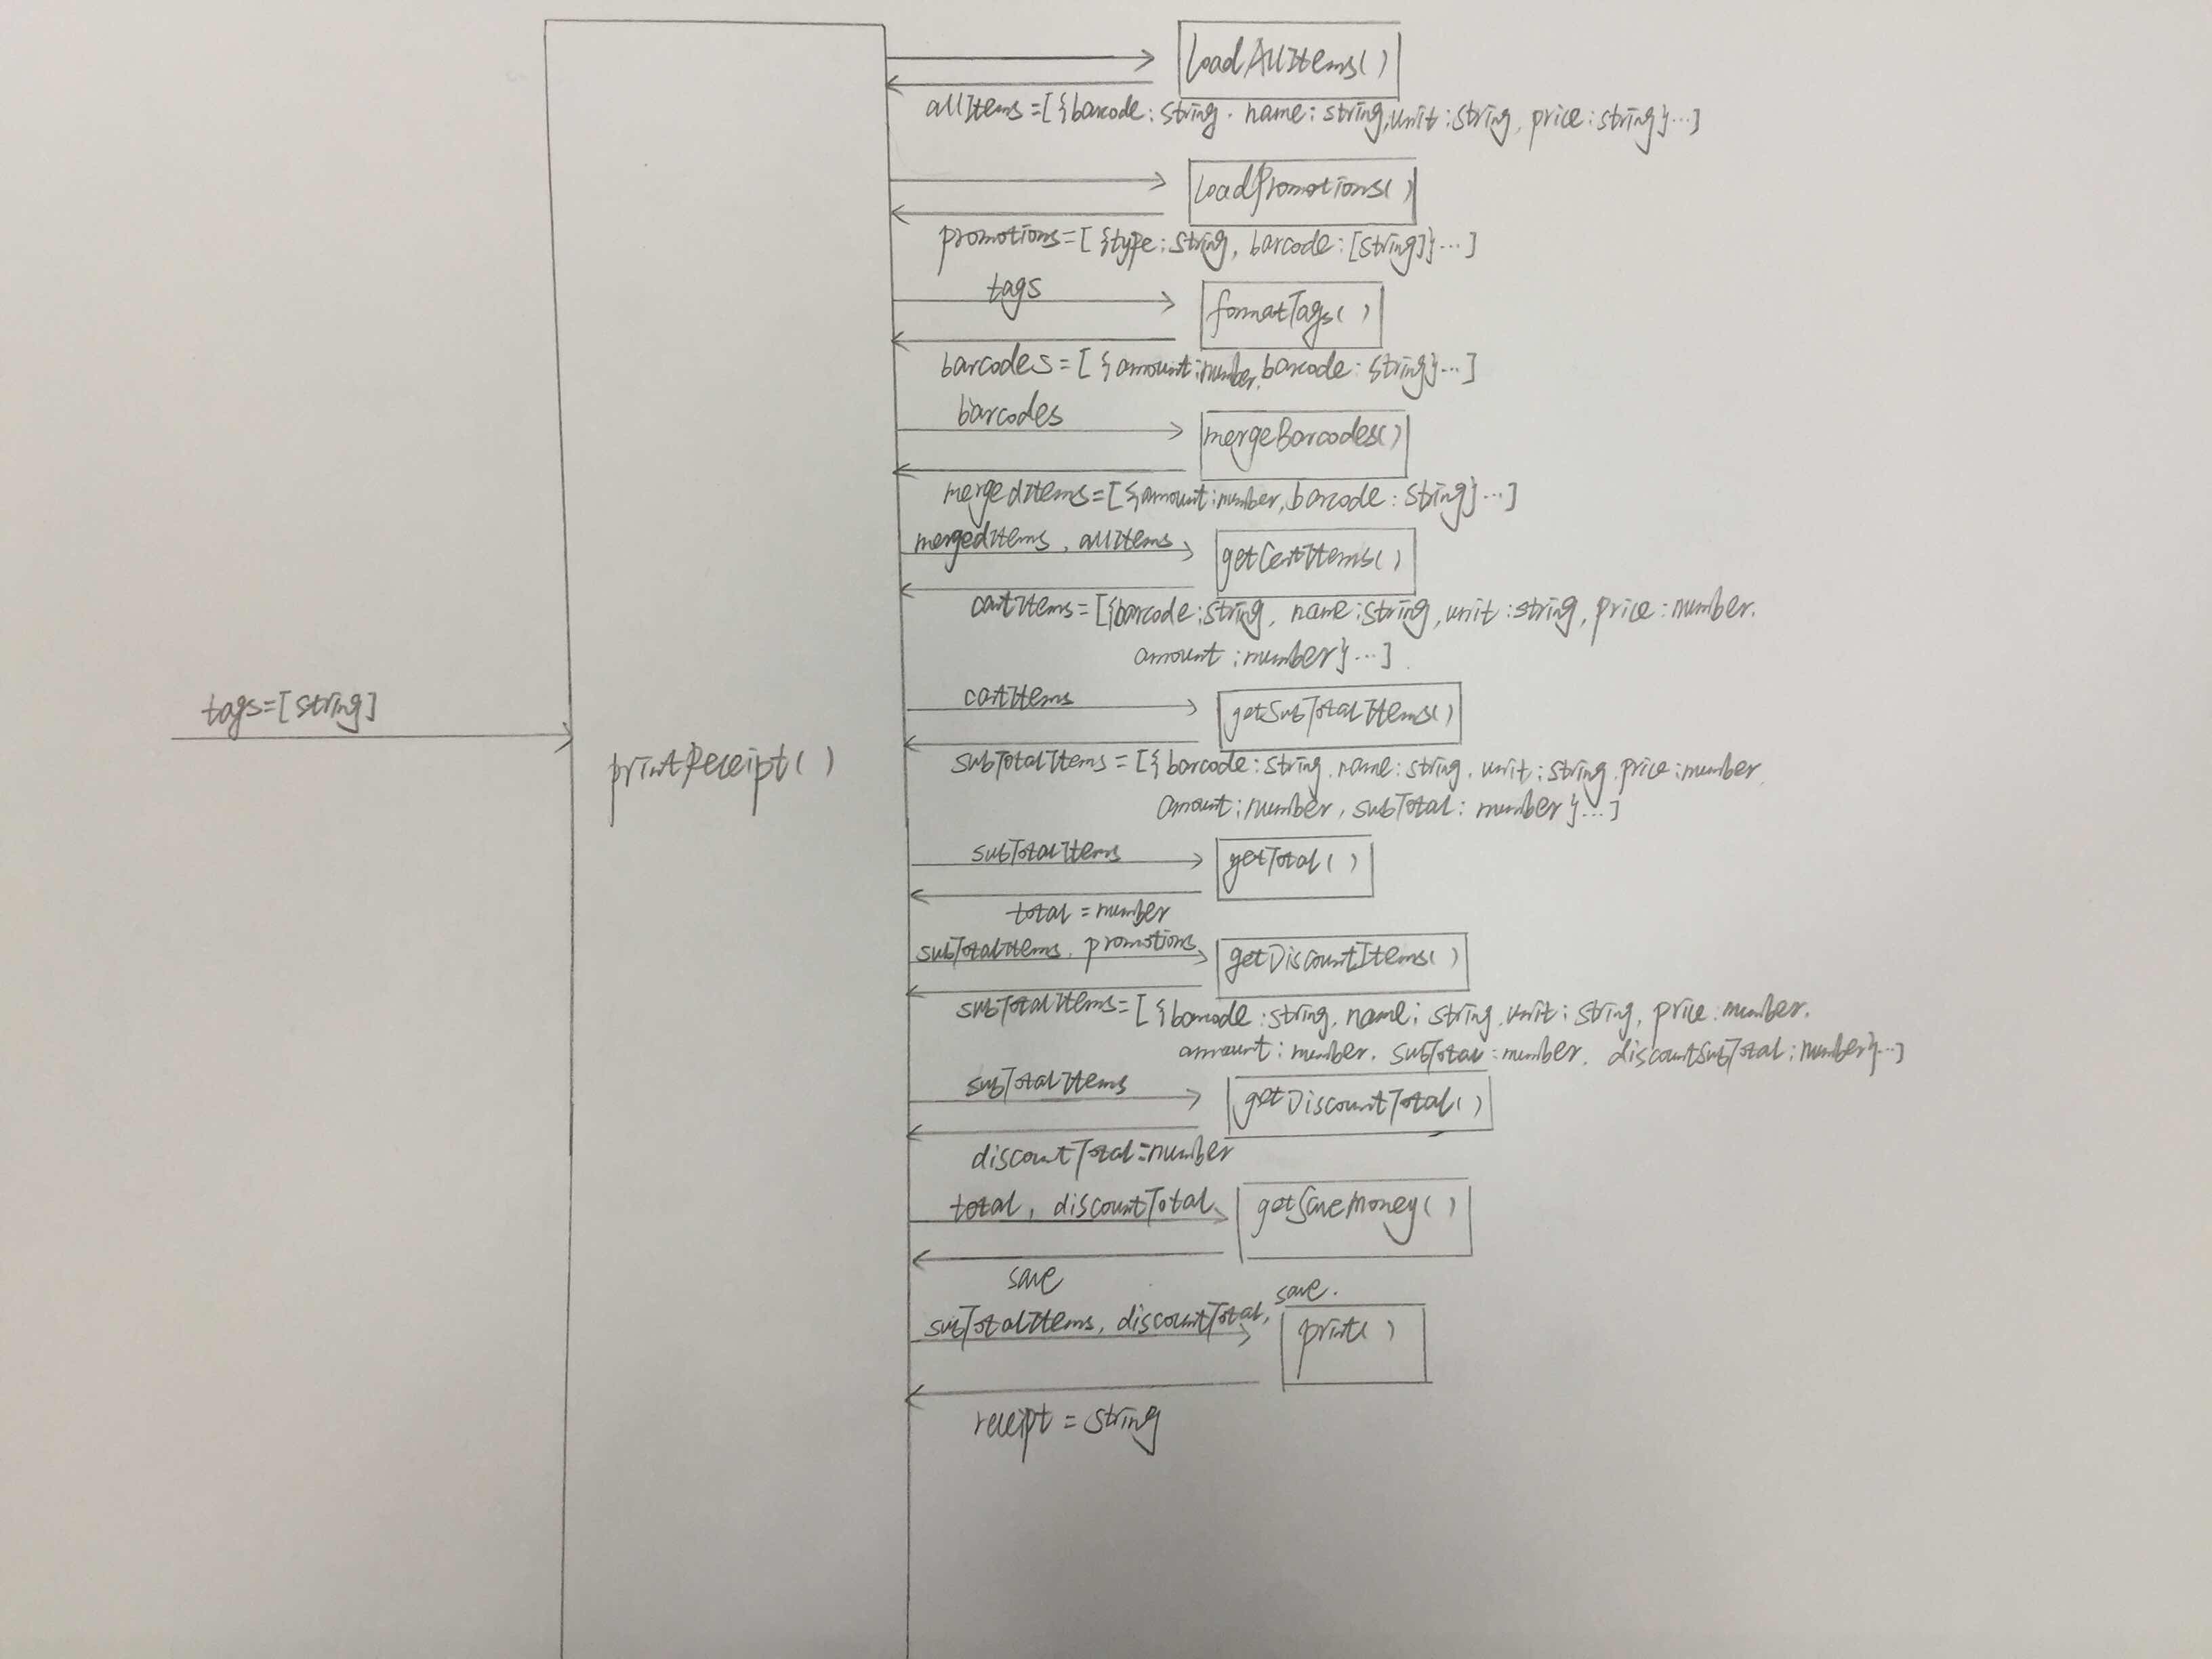 tags=[string]
printReceipt()
loadAllItems()
allItems=[{barcode:string, name:string, unit:string, price:string}...]
loadPromotions()
promotions=[{type:string, barcode:[string]}...]
tags
formatTags()
barcodes=[{amount:number, barcode:string}...]
barcodes
mergeBarcodes()
mergedItems=[{amount:number, barcode:string}...]
mergedItems, allItems
getCartItems()
cartItems=[{barcode:string, name:string, unit:string, price:number,
amount:number}...]
cartItems
getSubTotalItems()
subTotalItems=[{barcode:string, name:string, unit:string, price:number
amount:number, subTotal:number}...]
subTotalItems
getTotal()
total=number
subTotalItems, promotions
getDiscountItems()
subTotalItems=[{barcode:string, name:string, unit:string, price:number,
amount:number, subTotal:number, discountSubTotal:number}...]
subTotalItems
getDiscountTotal()
discountTotal=number
total, discountTotal
getSaveMoney()
save
subTotalItems, discountTotal, save.
print()
receipt=string